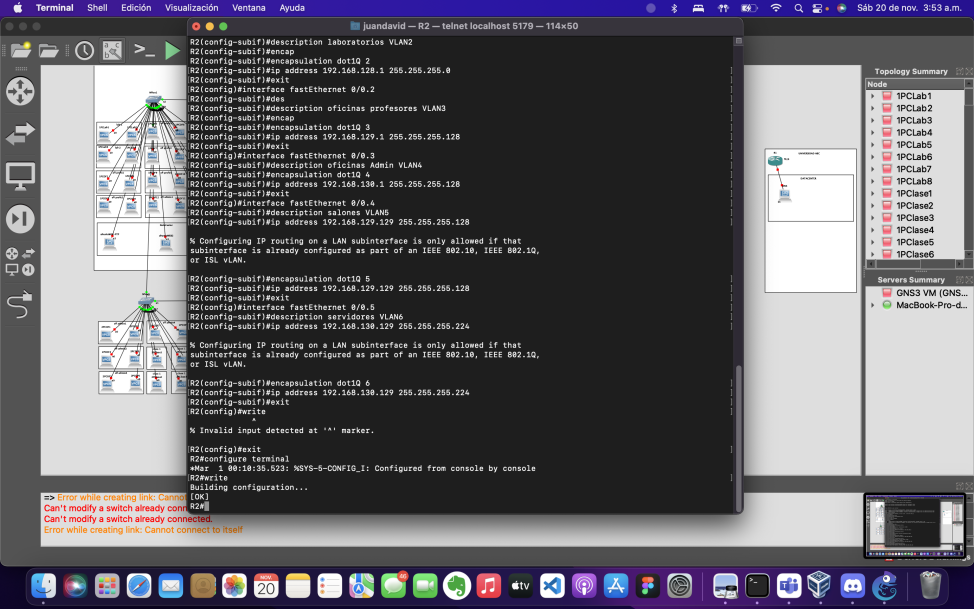 Terminal Shell Edición Visualización Ventana Ayuda Sáb 20 de nov. 3:53 a.m.
juandavid — R2 — telnet localhost 5179 — 114×50
R2(config-subif)#description laboratorios VLAN2
R2(config-subif)#encap
R2(config-subif)#encapsulation dot1Q 2
R2(config-subif)#ip address 192.168.128.1 255.255.255.0
R2(config-subif)#exit
R2(config)#interface fastEthernet 0/0.2
R2(config-subif)#des
R2(config-subif)#description oficinas profesores VLAN3
R2(config-subif)#encap
R2(config-subif)#encapsulation dot1Q 3
R2(config-subif)#ip address 192.168.129.1 255.255.255.128
R2(config-subif)#exit
R2(config)#interface fastEthernet 0/0.3
R2(config-subif)#description oficinas Admin VLAN4
R2(config-subif)#encapsulation dot1Q 4
R2(config-subif)#ip address 192.168.130.1 255.255.255.128
R2(config-subif)#exit
R2(config)#interface fastEthernet 0/0.4
R2(config-subif)#description salones VLAN5
R2(config-subif)#ip address 192.168.129.129 255.255.255.128
% Configuring IP routing on a LAN subinterface is only allowed if that
subinterface is already configured as part of an IEEE 802.10, IEEE 802.1Q,
or ISL vLAN.
R2(config-subif)#encapsulation dot1Q 5
R2(config-subif)#ip address 192.168.129.129 255.255.255.128
R2(config-subif)#exit
R2(config)#interface fastEthernet 0/0.5
R2(config-subif)#description servidores VLAN6
R2(config-subif)#ip address 192.168.130.129 255.255.255.224
% Configuring IP routing on a LAN subinterface is only allowed if that
subinterface is already configured as part of an IEEE 802.10, IEEE 802.1Q,
or ISL vLAN.
R2(config-subif)#encapsulation dot1Q 6
R2(config-subif)#ip address 192.168.130.129 255.255.255.224
R2(config-subif)#exit
R2(config)#write
^
% Invalid input detected at '^' marker.
R2(config)#exit
R2#configure terminal
*Mar 1 00:10:35.523: %SYS-5-CONFIG_I: Configured from console by console
R2#write
Building configuration...
[OK]
R2#
Topology Summary
Node
1PCLab1
1PCLab2
1PCLab3
1PCLab4
1PCLab5
1PCLab6
1PCLab7
1PCLab8
1PClase1
1PClase2
1PClase3
1PClase4
1PClase5
1PClase6
Servers Summary
GNS3 VM (GNS...
MacBook-Pro-d...
=> Error while creating link: Cannot
Can't modify a switch already conn
Can't modify a switch already connected.
Error while creating link: Cannot connect to itself
NOV.
20
tv